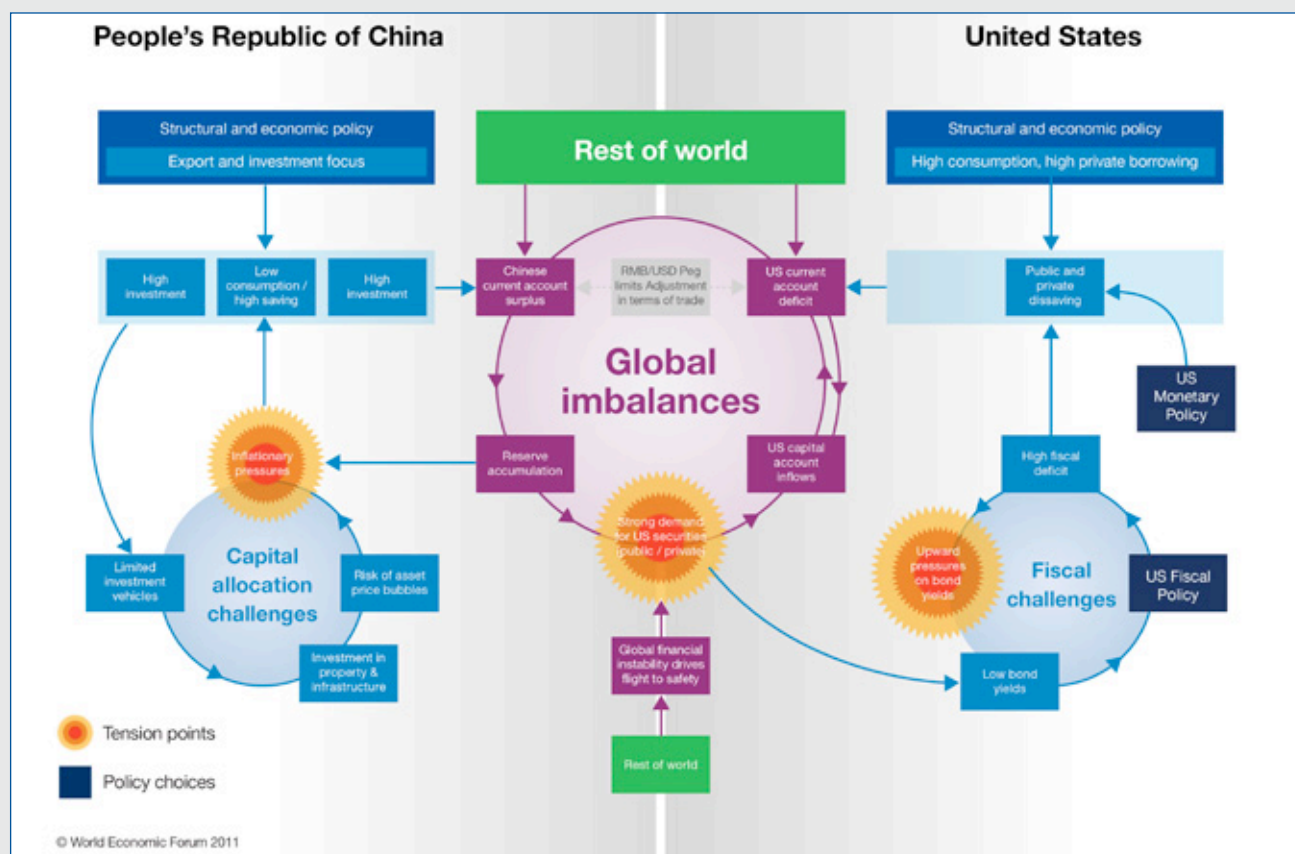 People's Republic of China
United States
Structural and economic policy
Export and investment focus
Rest of world
Structural and economic policy
High consumption, high private borrowing
High
investment
Low
consumption /
high saving
High
investment
Chinese
current account
surplus
RMB/USD Peg
limits Adjustment
in terms of trade
US current
account
deficit
Public and
private
dissaving
Global
imbalances
US
Monetary
Policy
Inflationary
pressures
Reserve
accumulation
US capital
account
inflows
High fiscal
deficit
Strong demand
for US securities
(public / private)
Capital
allocation
challenges
Limited
investment
vehicles
Risk of asset
price bubbles
Investment in
property &
infrastructure
Upward
pressures
on bond
yields
Fiscal
challenges
US Fiscal
Policy
Global financial
instability drives
flight to safety
Low bond
yields
Rest of world
Tension points
Policy choices
© World Economic Forum 2011